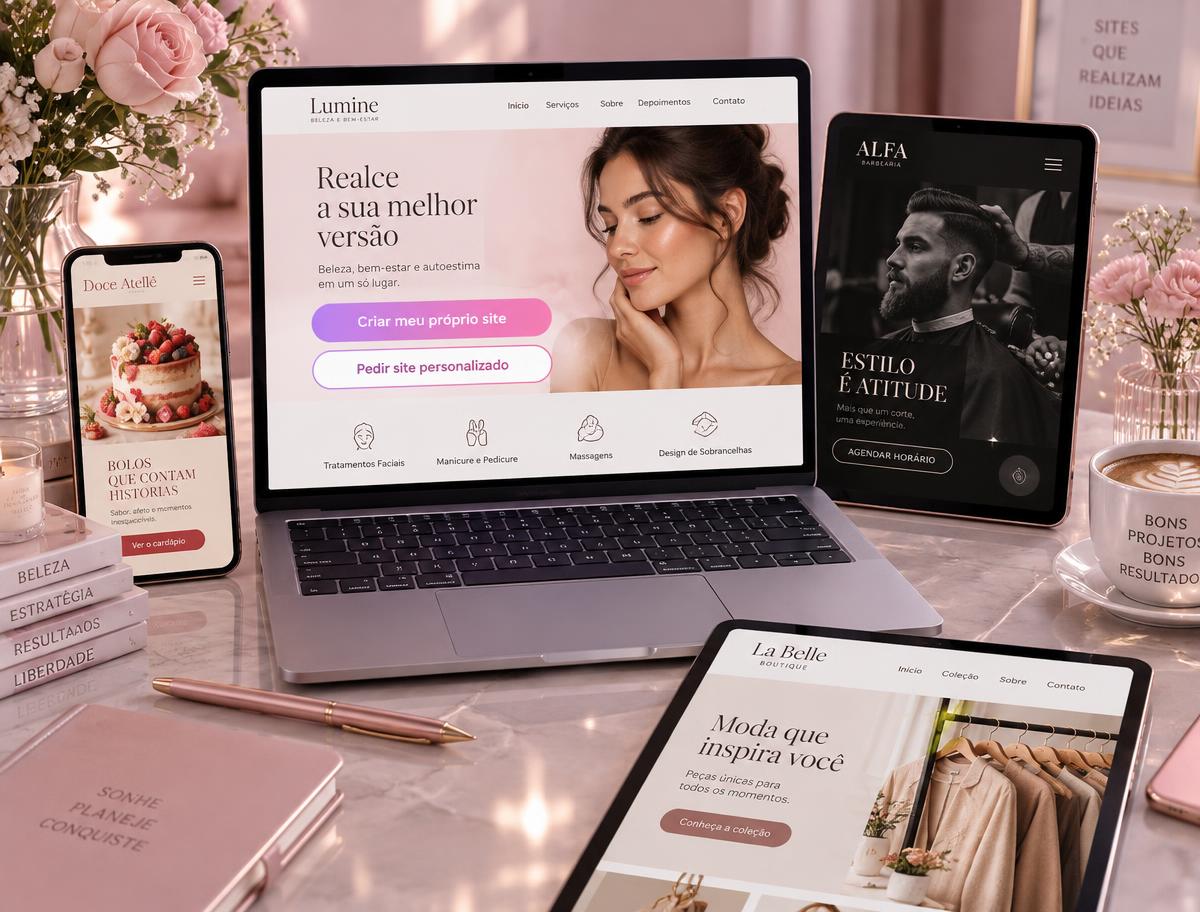 SITES
QUE
REALIZAM
IDEIAS
Lumine
BELEZA E BEM-ESTAR
Inicio Serviços Sobre Depoimentos Contato
Realce
a sua melhor
versão
Beleza, bem-estar e autoestima
em um só lugar.
Criar meu próprio site
Pedir site personalizado
Tratamentos Faciais
Manicure e Pedicure
Massagens
Design de Sobrancelhas
Doce Atellê
BOLOS
QUE CONTAM
HISTORIAS
Sabor, afeto e momentos
Ver o cardápio
ALFA
BARBEARIA
ESTILO
É ATITUDE
Mais que um corte,
uma experiência.
AGENDAR HORÁRIO
BONS
PROJETOS
BONS
RESULTADO
BELEZA
ESTRATÉGIA
LIBERDADE
SONHE
PLANEJE
CONQUISTE
La Belle
BOUTIQUE
Início Coleção Sobre Contato
Moda que
inspira você
Peças únicas para
todos os momentos.
Conheça a coleção